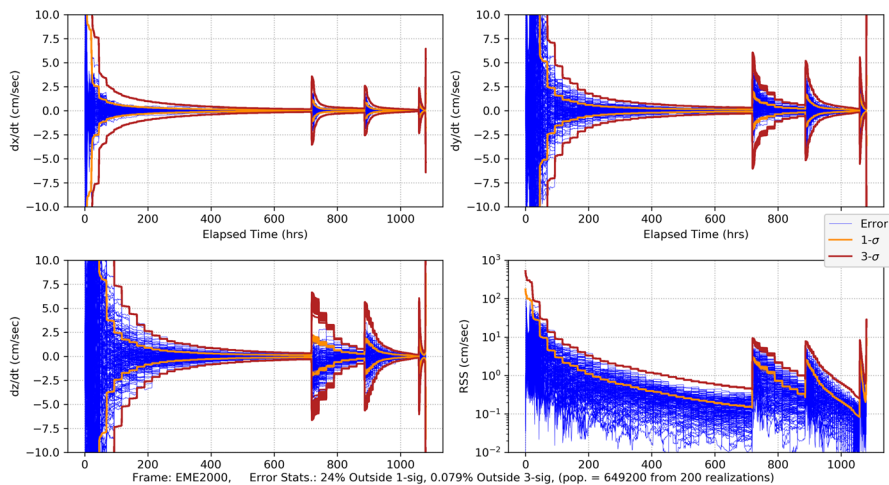 10.0
7.5
5.0
2.5
0.0
−2.5
−5.0
−7.5
−10.0
dx/dt (cm/sec)
0 200 400 600 800 1000
Elapsed Time (hrs)
10.0
7.5
5.0
2.5
0.0
−2.5
−5.0
−7.5
−10.0
dy/dt (cm/sec)
0 200 400 600 800 1000
Elapsed Time (hrs)
Error
1-σ
3-σ
10.0
7.5
5.0
2.5
0.0
−2.5
−5.0
−7.5
−10.0
dz/dt (cm/sec)
0 200 400 600 800 1000
10³
10²
10¹
10⁰
10⁻¹
10⁻²
RSS (cm/sec)
0 200 400 600 800 1000
Frame: EME2000, Error Stats.: 24% Outside 1-sig, 0.079% Outside 3-sig, (pop. = 649200 from 200 realizations)